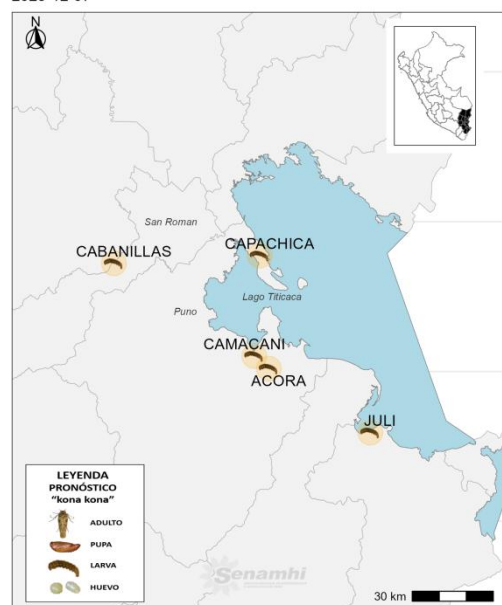 N
San Roman
CABANILLAS
CAPACHICA
Lago Titicaca
Puno
CAMACANI
ACORA
JULI
LEYENDA
PRONÓSTICO
"kona kona"
ADULTO
PUPA
LARVA
HUEVO
Senamhi
30 km